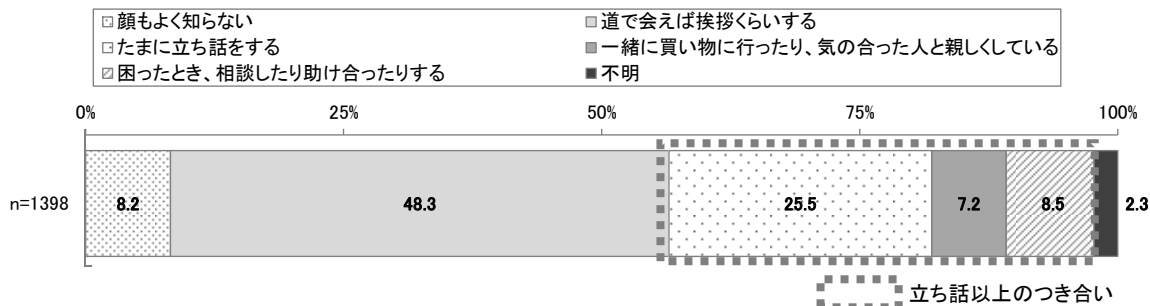 顔もよく知らない
道で会えば挨拶くらいする
たまに立ち話をする
一緒に買い物に行ったり、気の合った人と親しくしている
困ったとき、相談したり助け合ったりする
不明
0% 25% 50% 75% 100%
n=1398 8.2 48.3 25.5 7.2 8.5 2.3
立ち話以上のつき合い